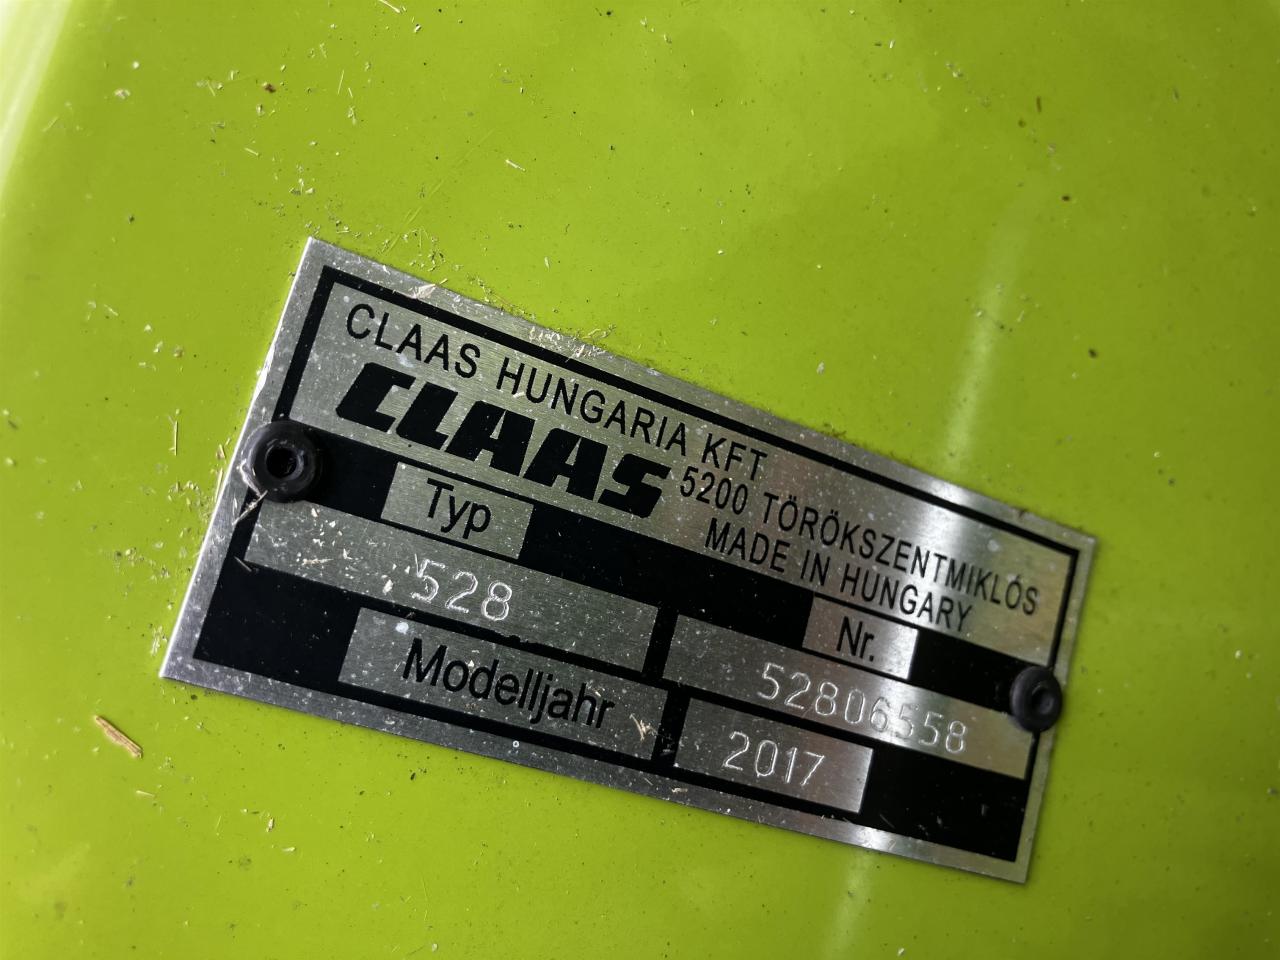 CLAAS HUNGARIA KFT
CLAAS
5200 TÖRÖKSZENTMIKLÓS
MADE IN HUNGARY
Typ
Nr.
528
52806558
Modelljahr
2017